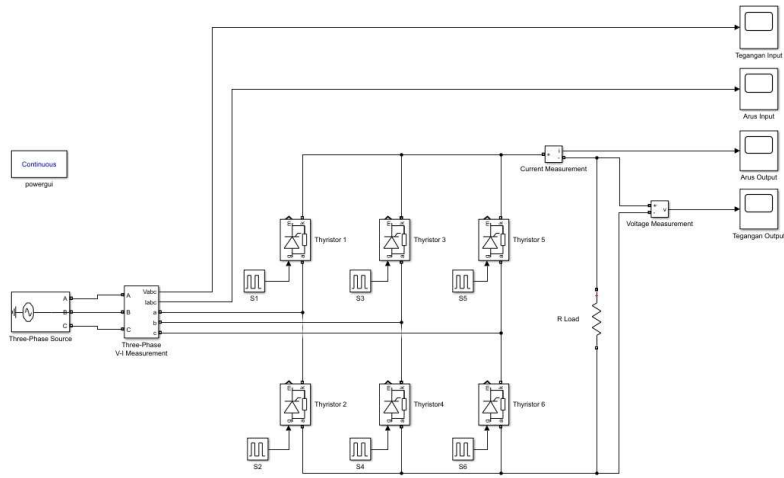 Tegangan Input
Arus Input
Continuous
powergui
+
i
-
Current Measurement
Arus Output
+
-
v
Voltage Measurement
Tegangan Output
Thyristor 1
Thyristor 3
Thyristor 5
S1
S3
S5
A
B
C
Three-Phase Source
A
B
C
Vabc
Iabc
a
b
c
Three-Phase
V-I Measurement
R Load
+
Thyristor 2
Thyristor4
Thyristor 6
S2
S4
S6